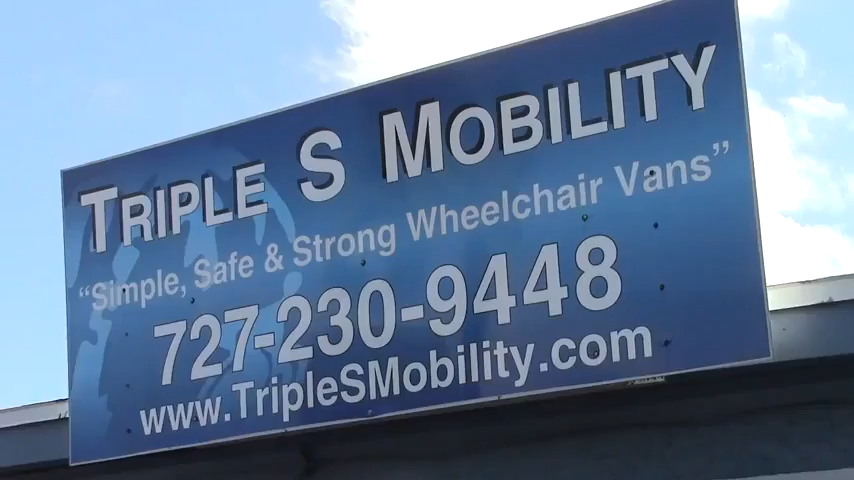 TRIPLE S MOBILITY
“Simple, Safe & Strong Wheelchair Vans”
727-230-9448
www.TripleSMobility.com